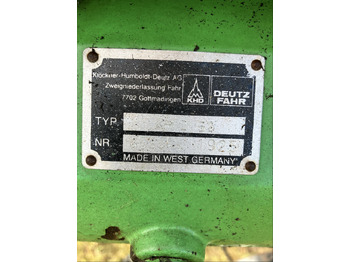 Klöckner-Humboldt-Deutz AG
Zweigniederlassung Fahr
7702 Gottmadingen
KHD
DEUTZ
FAHR
TYP
NR
MADE IN WEST GERMANY